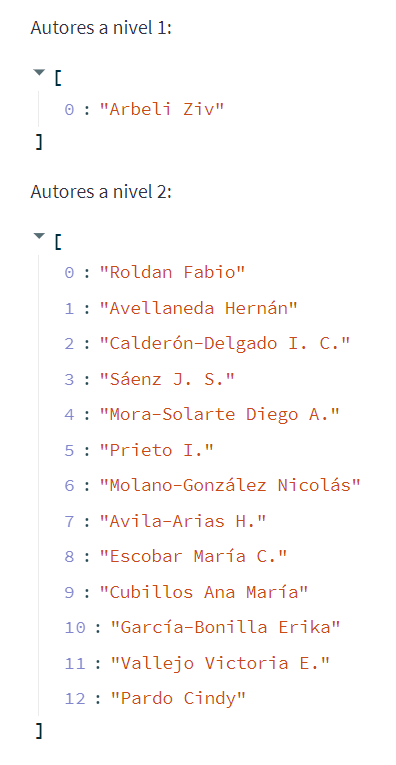 Autores a nivel 1:
[
0 : "Arbeli Ziv"
]
Autores a nivel 2:
[
0 : "Roldan Fabio"
1 : "Avellaneda Hernán"
2 : "Calderón-Delgado I. C."
3 : "Sáenz J. S."
4 : "Mora-Solarte Diego A."
5 : "Prieto I."
6 : "Molano-González Nicolás"
7 : "Avila-Arias H."
8 : "Escobar María C."
9 : "Cubillos Ana María"
10 : "García-Bonilla Erika"
11 : "Vallejo Victoria E."
12 : "Pardo Cindy"
]